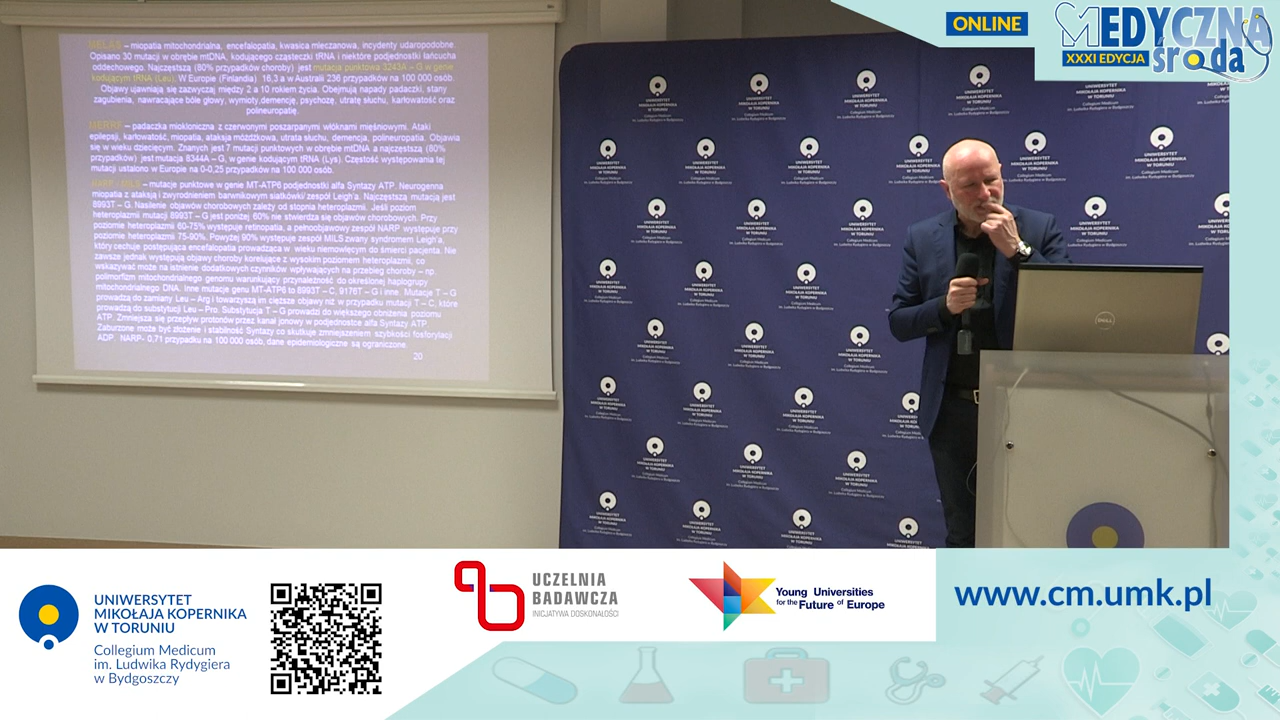 MELAS – miopatia mitochondrialna, encefalopatia, kwasica mleczanowa, incydenty udaropodobne.
Opisano 30 mutacji w obrębie mtDNA, kodującego cząsteczki tRNA i niektóre podjednostki łańcucha
oddechowego. Najczęstszą (80% przypadków choroby) jest mutacja punktowa 3243A – G w genie
kodującym tRNA (Leu). W Europie (Finlandia) 16,3 a w Australii 236 przypadków na 100 000 osób.
Objawy ujawniają się zazwyczaj między 2 a 10 rokiem życia. Obejmują napady padaczki, stany
zagubienia, nawracające bóle głowy, wymioty,demencję, psychozę, utratę słuchu, karłowatość oraz
polineuropatię.
MERRF – padaczka miokloniczna z czerwonymi poszarpanymi włóknami mięśniowymi. Ataki
epilepsji, karłowatość, miopatia, ataksja móżdżkowa, utrata słuchu, demencja, polineuropatia. Objawia
się w wieku dziecięcym. Znanych jest 7 mutacji punktowych w obrębie mtDNA a najczęstszą (80%
przypadków) jest mutacja 8344A – G, w genie kodującym tRNA (Lys) Częstość występowania tej
mutacji ustalono w Europie na 0-0,25 przypadków na 100 000 osób.
NARP / MILS – mutacje punktowe w genie MT-ATP6 podjednostki alfa Syntazy ATP. Neurogenna
miopatia z ataksją i zwyrodnieniem barwnikowym siatkówki/zespół Leigh'a. Najczęstszą mutacją jest
8993T – G. Nasilenie objawów chorobowych zależy od stopnia heteroplazmii. Jeśli poziom
heteroplazmii mutacji 8993T – G jest poniżej 60% nie stwierdza się objawów chorobowych. Przy
poziomie heteroplazmii 60-75% występuje retinopatia, a pełnoobjawowy zespół NARP występuje przy
poziomie heteroplazmii 75-90%. Powyżej 90% występuje zespół MILS zwany syndromem Leigh'a,
który cechuje postępująca encefalopatia prowadząca w wieku niemowlęcym do śmierci pacjenta. Nie
zawsze jednak występują objawy choroby korelujące z wysokim poziomem heteroplazmii, co
wskazywać może na istnienie dodatkowych czynników wpływających na przebieg choroby – np.
polimorfizm mitochondrialnego genomu warunkujący przynależność do określonej haplogrupy
mitochondrialnego DNA. Inne mutacje genu MT-ATP6 to 8993T – C, 9176T – G i inne. Mutacje T – G
prowadzą do zamiany Leu – Arg i towarzyszą im cięższe objawy niż w przypadku mutacji T – C, które
prowadzą do substytucji Leu – Pro. Substytucja T – G prowadzi do większego obniżenia poziomu
ATP. Zmniejsza się przepływ protonów przez kanał jonowy w podjednostce alfa Syntazy ATP.
Zaburzone może być złożenie i stabilność Syntazy co skutkuje zmniejszeniem szybkości fosforylacji
ADP. NARP- 0,71 przypadku na 100 000 osób, dane epidemiologiczne są ograniczone.
20
ONLINE
MEDYCZNA
XXXI EDYCJA
środa
UNIWERSYTET
MIKOŁAJA KOPERNIKA
W TORUNIU
Collegium Medicum
im. Ludwika Rydygiera w Bydgoszczy
DELL
UNIWERSYTET
MIKOŁAJA KOPERNIKA
W TORUNIU
Collegium Medicum
im. Ludwika Rydygiera
w Bydgoszczy
UCZELNIA
BADAWCZA
INICJATYWA DOSKONAŁOŚCI
Young Universities
for the Future of Europe
www.cm.umk.pl